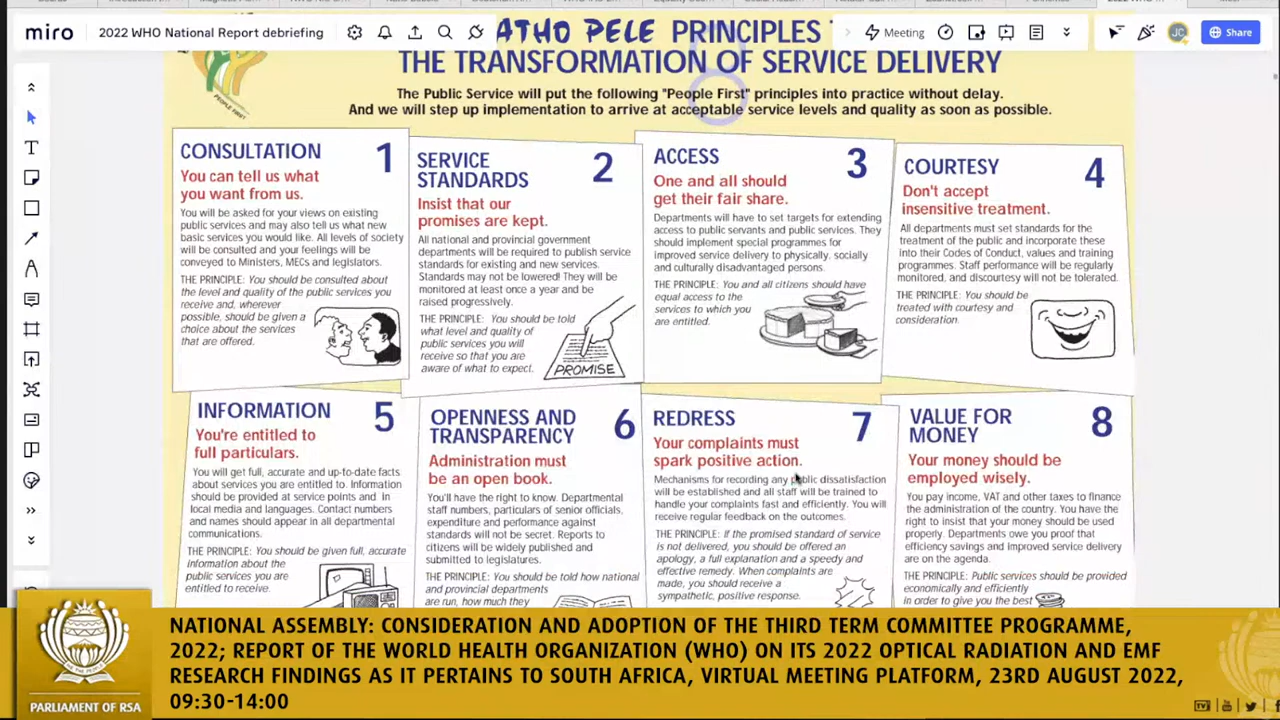 miro
2022 WHO National Report debriefing
Meeting
JC
Share
ATHO PELE PRINCIPLES
THE TRANSFORMATION OF SERVICE DELIVERY
The Public Service will put the following "People First" principles into practice without delay.
And we will step up implementation to arrive at acceptable service levels and quality as soon as possible.
PEOPLE FIRST
CONSULTATION 1
You can tell us what
you want from us.
You will be asked for your views on existing
public services and may also tell us what new
basic services you would like. All levels of society
will be consulted and your feelings will be
conveyed to Ministers, MECs and legislators.
THE PRINCIPLE: You should be consulted about
the level and quality of the public services you
receive and, wherever
possible, should be given a
choice about the services
that are offered.
SERVICE
STANDARDS 2
Insist that our
promises are kept.
All national and provincial government
departments will be required to publish service
standards for existing and new services.
Standards may not be lowered! They will be
monitored at least once a year and be
raised progressively.
THE PRINCIPLE: You should be told
what level and quality of
public services you will
receive so that you are
aware of what to expect.
PROMISE
ACCESS 3
One and all should
get their fair share.
Departments will have to set targets for extending
access to public servants and public services. They
should implement special programmes for
improved service delivery to physically, socially
and culturally disadvantaged persons.
THE PRINCIPLE: You and all citizens should have
equal access to the
services to which you
are entitled.
COURTESY 4
Don't accept
insensitive treatment.
All departments must set standards for the
treatment of the public and incorporate these
into their Codes of Conduct, values and training
programmes. Staff performance will be regularly
monitored, and discourtesy will not be tolerated.
THE PRINCIPLE: You should be
treated with courtesy and
consideration.
INFORMATION 5
You're entitled to
full particulars.
You will get full, accurate and up-to-date facts
about services you are entitled to. Information
should be provided at service points and in
local media and languages. Contact numbers
and names should appear in all departmental
communications.
THE PRINCIPLE: You should be given full, accurate
information about the
public services you are
entitled to receive.
OPENNESS AND
TRANSPARENCY 6
Administration must
be an open book.
You'll have the right to know. Departmental
staff numbers, particulars of senior officials,
expenditure and performance against
standards will not be secret. Reports to
citizens will be widely published and
submitted to legislatures.
THE PRINCIPLE: You should be told how national
and provincial departments
are run, how much they
REDRESS 7
Your complaints must
spark positive action.
Mechanisms for recording any public dissatisfaction
will be established and all staff will be trained to
handle your complaints fast and efficiently. You will
receive regular feedback on the outcomes.
THE PRINCIPLE: If the promised standard of service
is not delivered, you should be offered an
apology, a full explanation and a speedy and
effective remedy. When complaints are
made, you should receive a
sympathetic, positive response.
VALUE FOR
MONEY 8
Your money should be
employed wisely.
You pay income, VAT and other taxes to finance
the administration of the country. You have the
right to insist that your money should be used
properly. Departments owe you proof that
efficiency savings and improved service delivery
are on the agenda.
THE PRINCIPLE: Public services should be provided
economically and efficiently
in order to give you the best
PARLIAMENT OF RSA
NATIONAL ASSEMBLY: CONSIDERATION AND ADOPTION OF THE THIRD TERM COMMITTEE PROGRAMME,
2022; REPORT OF THE WORLD HEALTH ORGANIZATION (WHO) ON ITS 2022 OPTICAL RADIATION AND EMF
RESEARCH FINDINGS AS IT PERTAINS TO SOUTH AFRICA, VIRTUAL MEETING PLATFORM, 23RD AUGUST 2022,
09:30-14:00